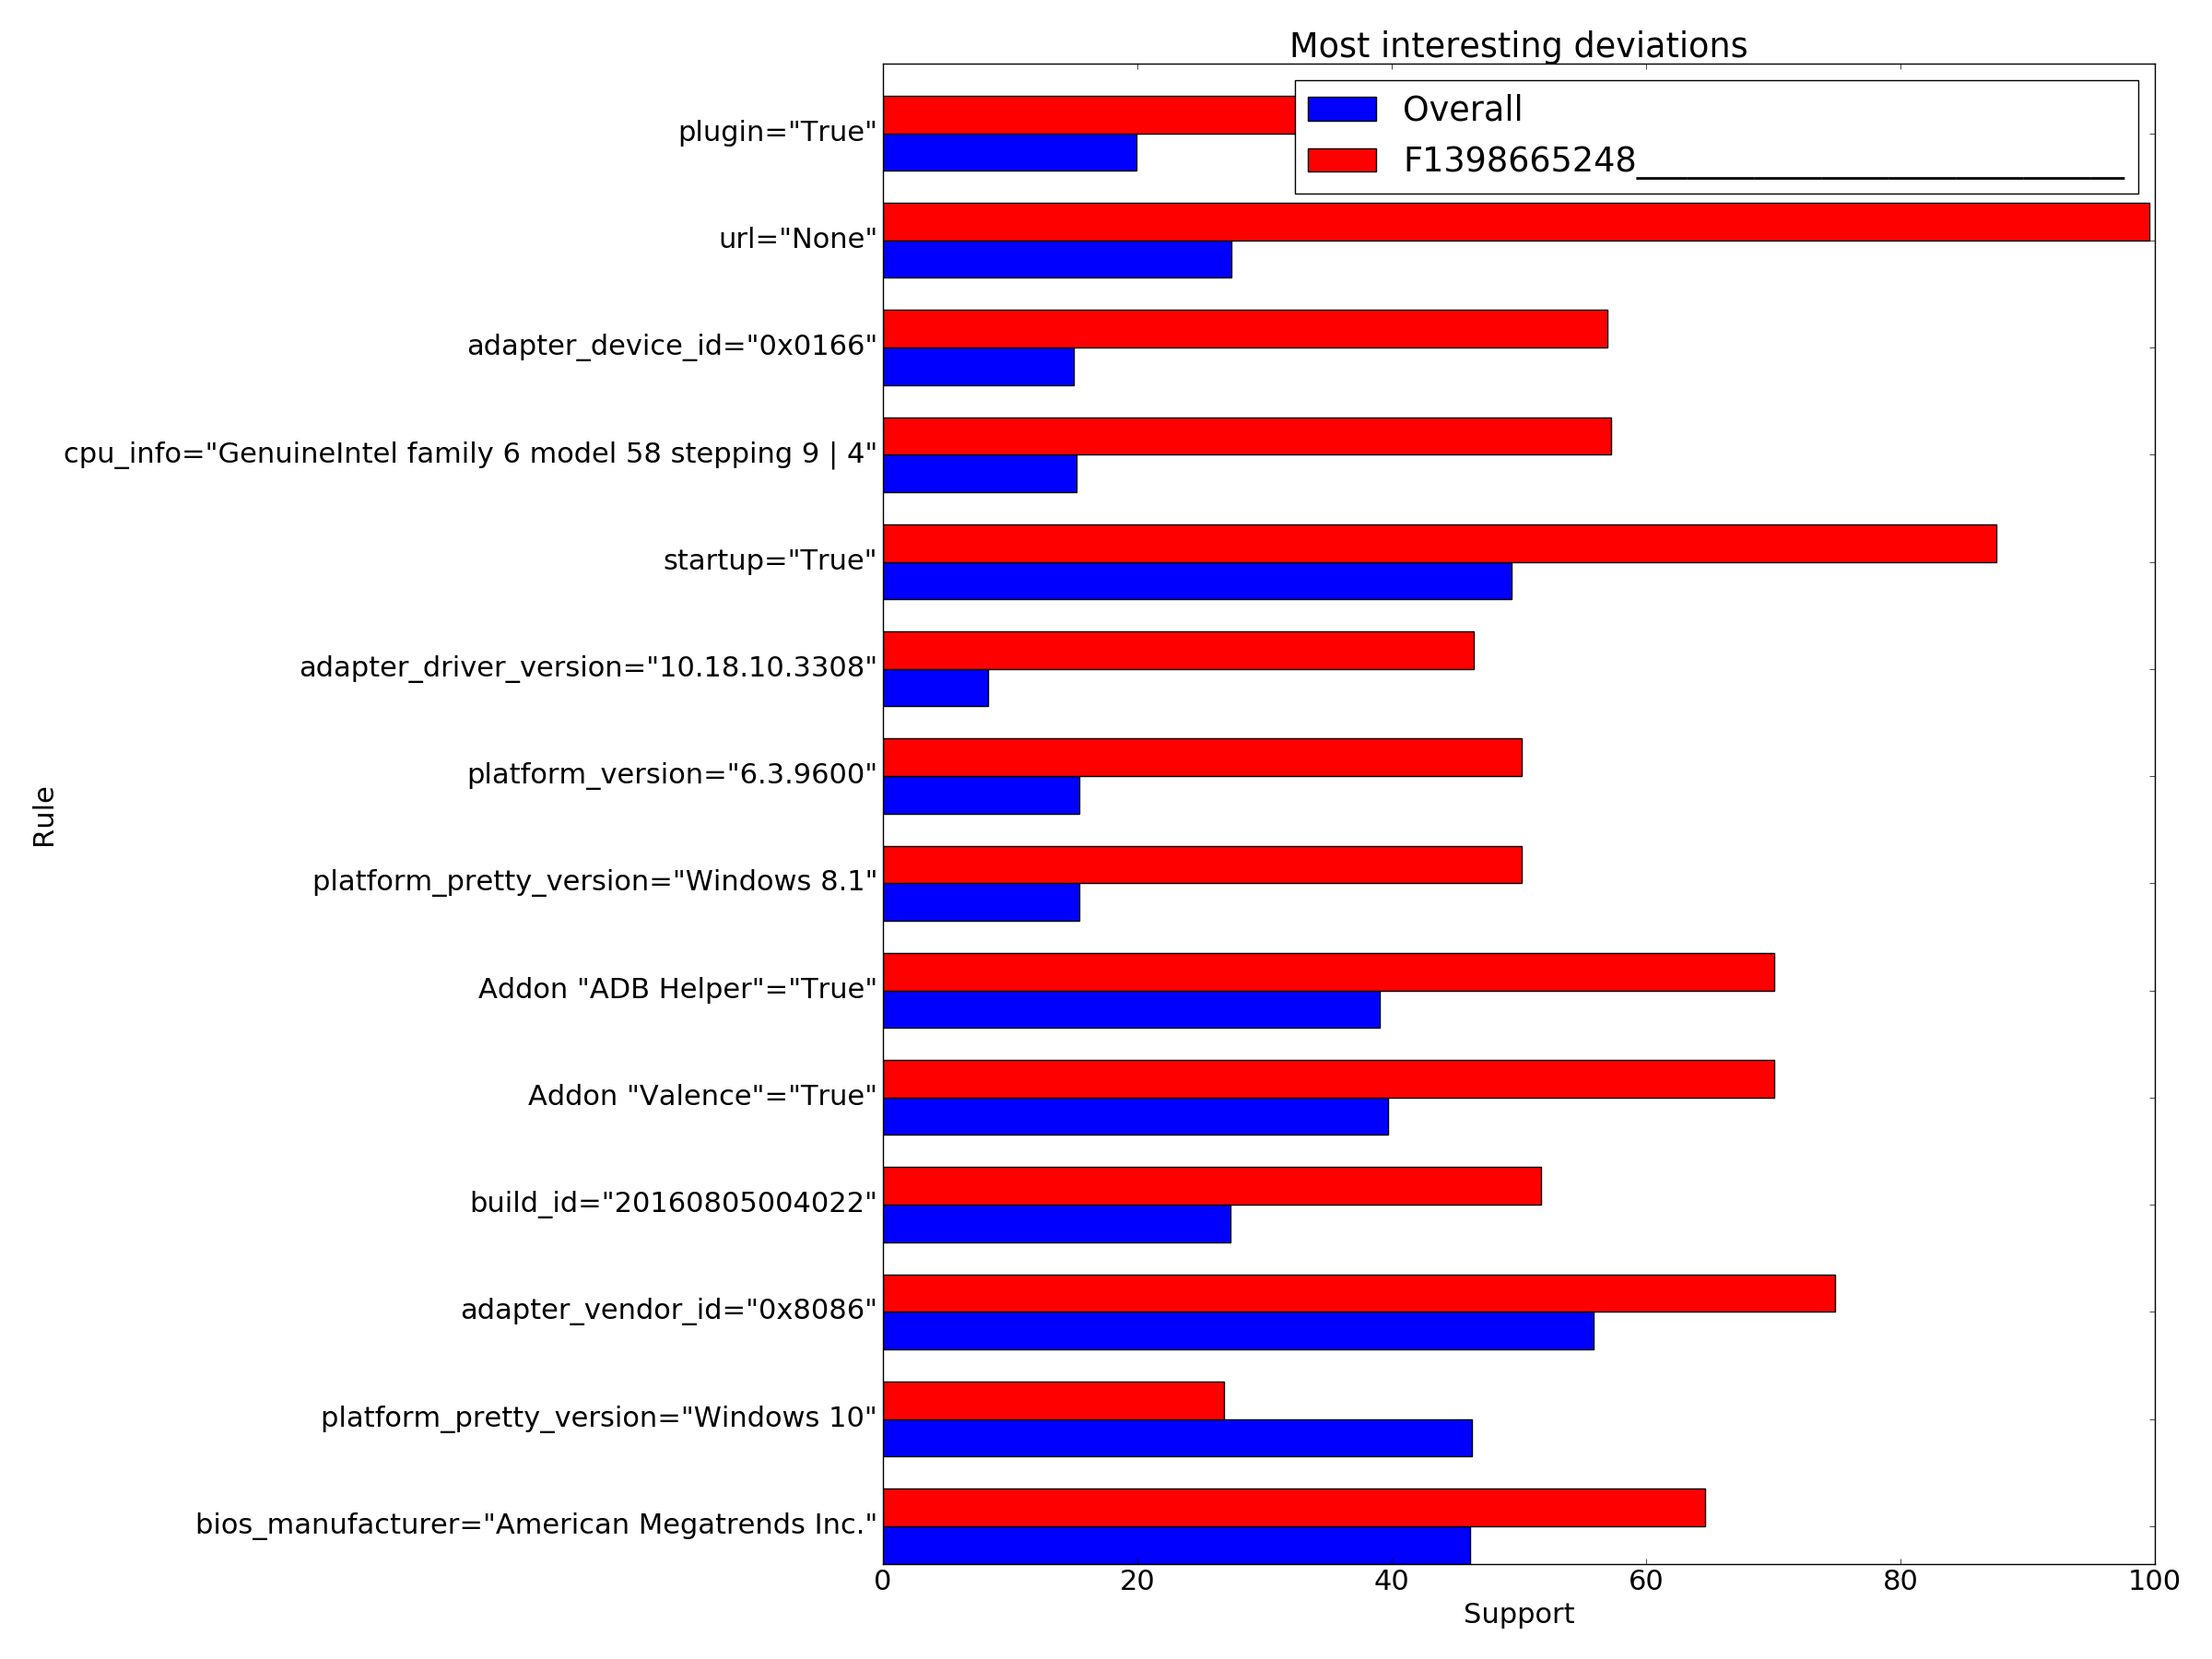 Most interesting deviations
Overall
F1398665248_____________________________
plugin="True"
url="None"
adapter_device_id="0x0166"
cpu_info="GenuineIntel family 6 model 58 stepping 9 | 4"
startup="True"
adapter_driver_version="10.18.10.3308"
platform_version="6.3.9600"
platform_pretty_version="Windows 8.1"
Addon "ADB Helper"="True"
Addon "Valence"="True"
build_id="20160805004022"
adapter_vendor_id="0x8086"
platform_pretty_version="Windows 10"
bios_manufacturer="American Megatrends Inc."
Rule
0 20 40 60 80 100
Support